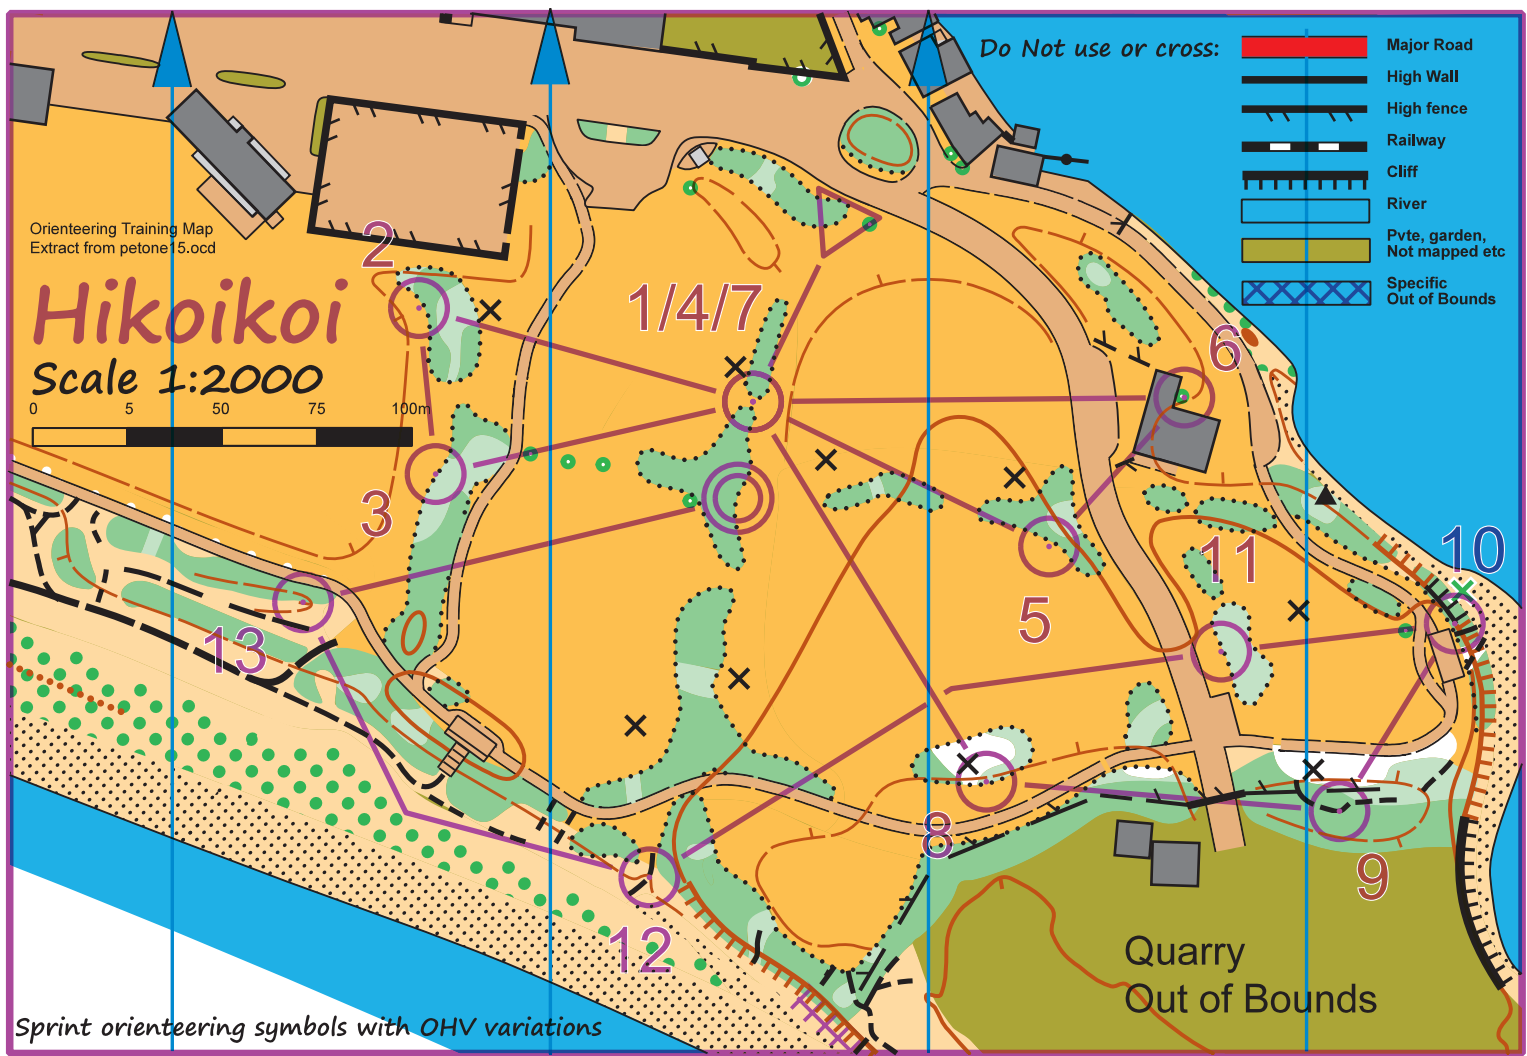 Do Not use or cross:
Major Road
High Wall
High fence
Railway
Cliff
River
Pvte, garden,
Not mapped etc
Specific
Out of Bounds
Orienteering Training Map
Extract from petone15.ocd
Hikoikoi
Scale 1:2000
0 5 50 75 100m
2
1/4/7
6
3
11
10
5
13
8
9
12
Quarry
Out of Bounds
Sprint orienteering symbols with OHV variations